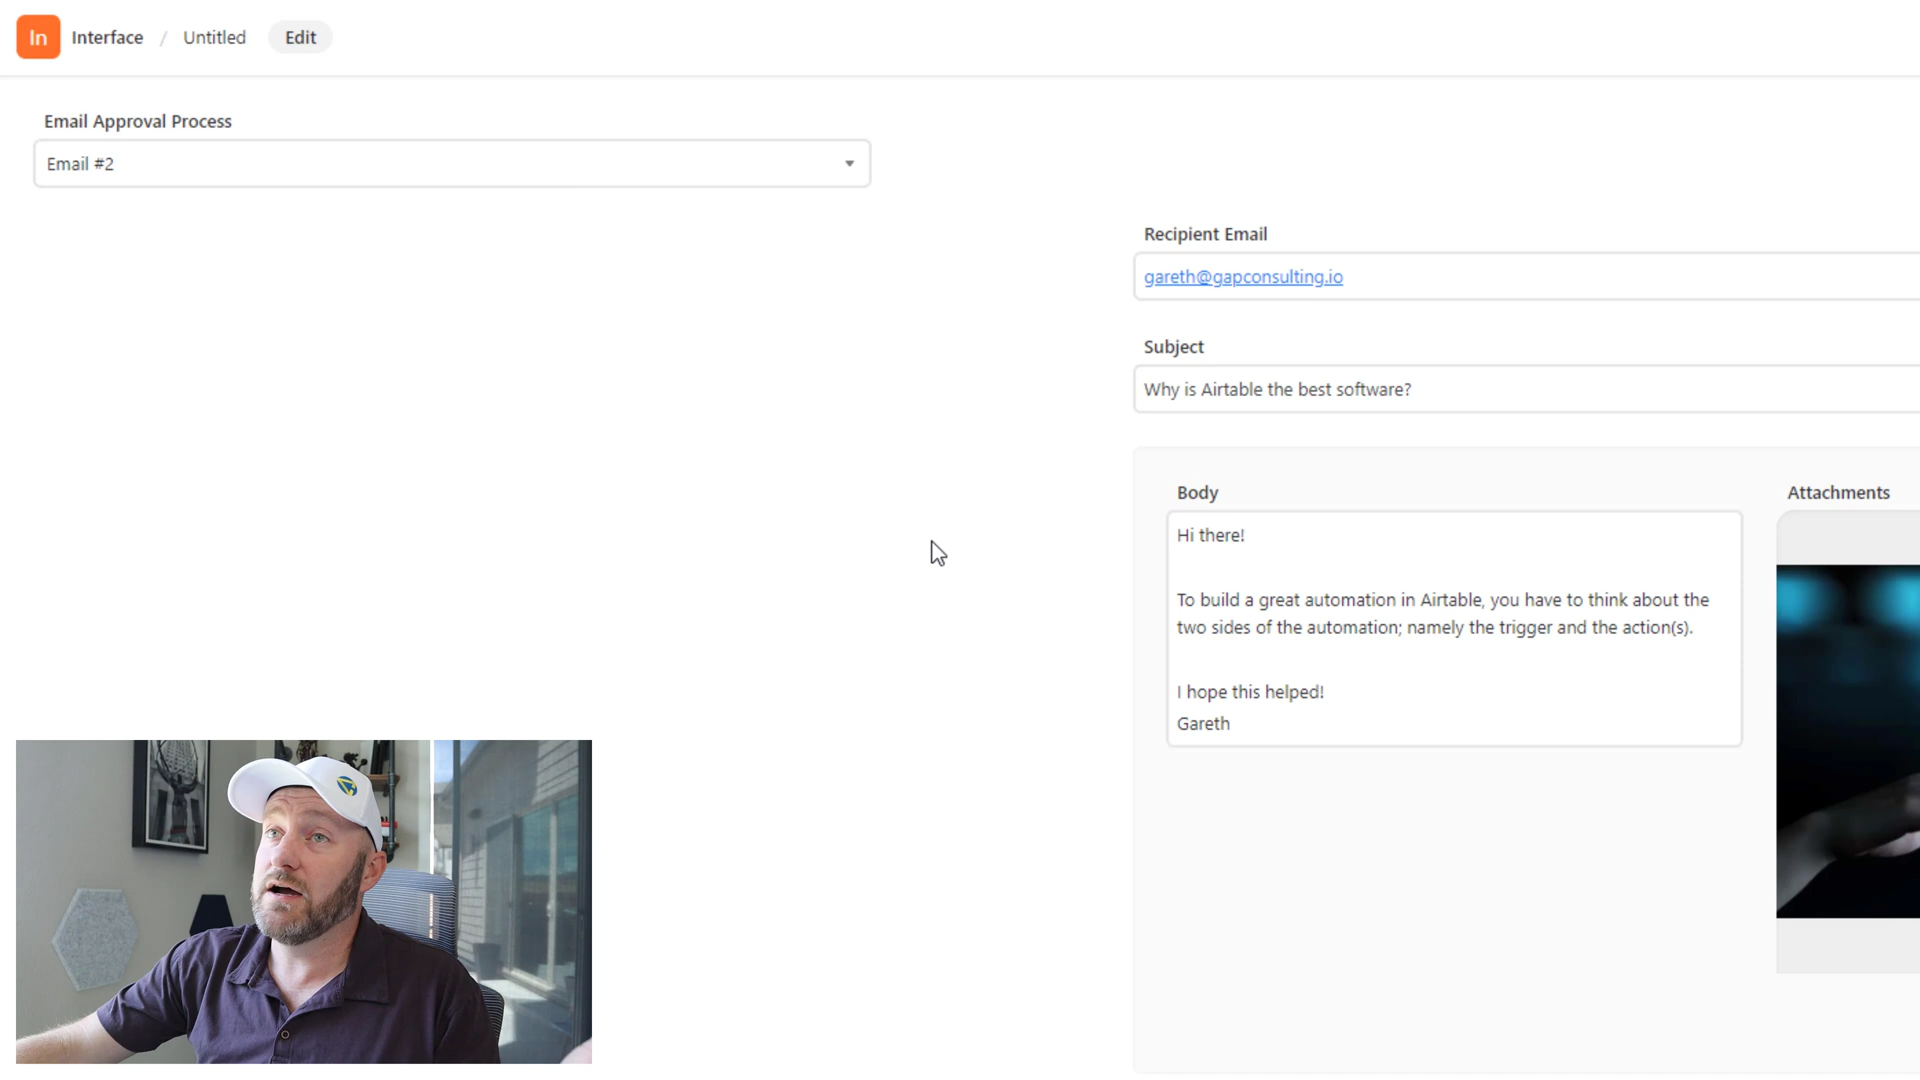 In Interface / Untitled Edit
Email Approval Process
Email #2
Recipient Email
gareth@gapconsulting.io
Subject
Why is Airtable the best software?
Body
Attachments
Hi there!
To build a great automation in Airtable, you have to think about the
two sides of the automation; namely the trigger and the action(s).
I hope this helped!
Gareth